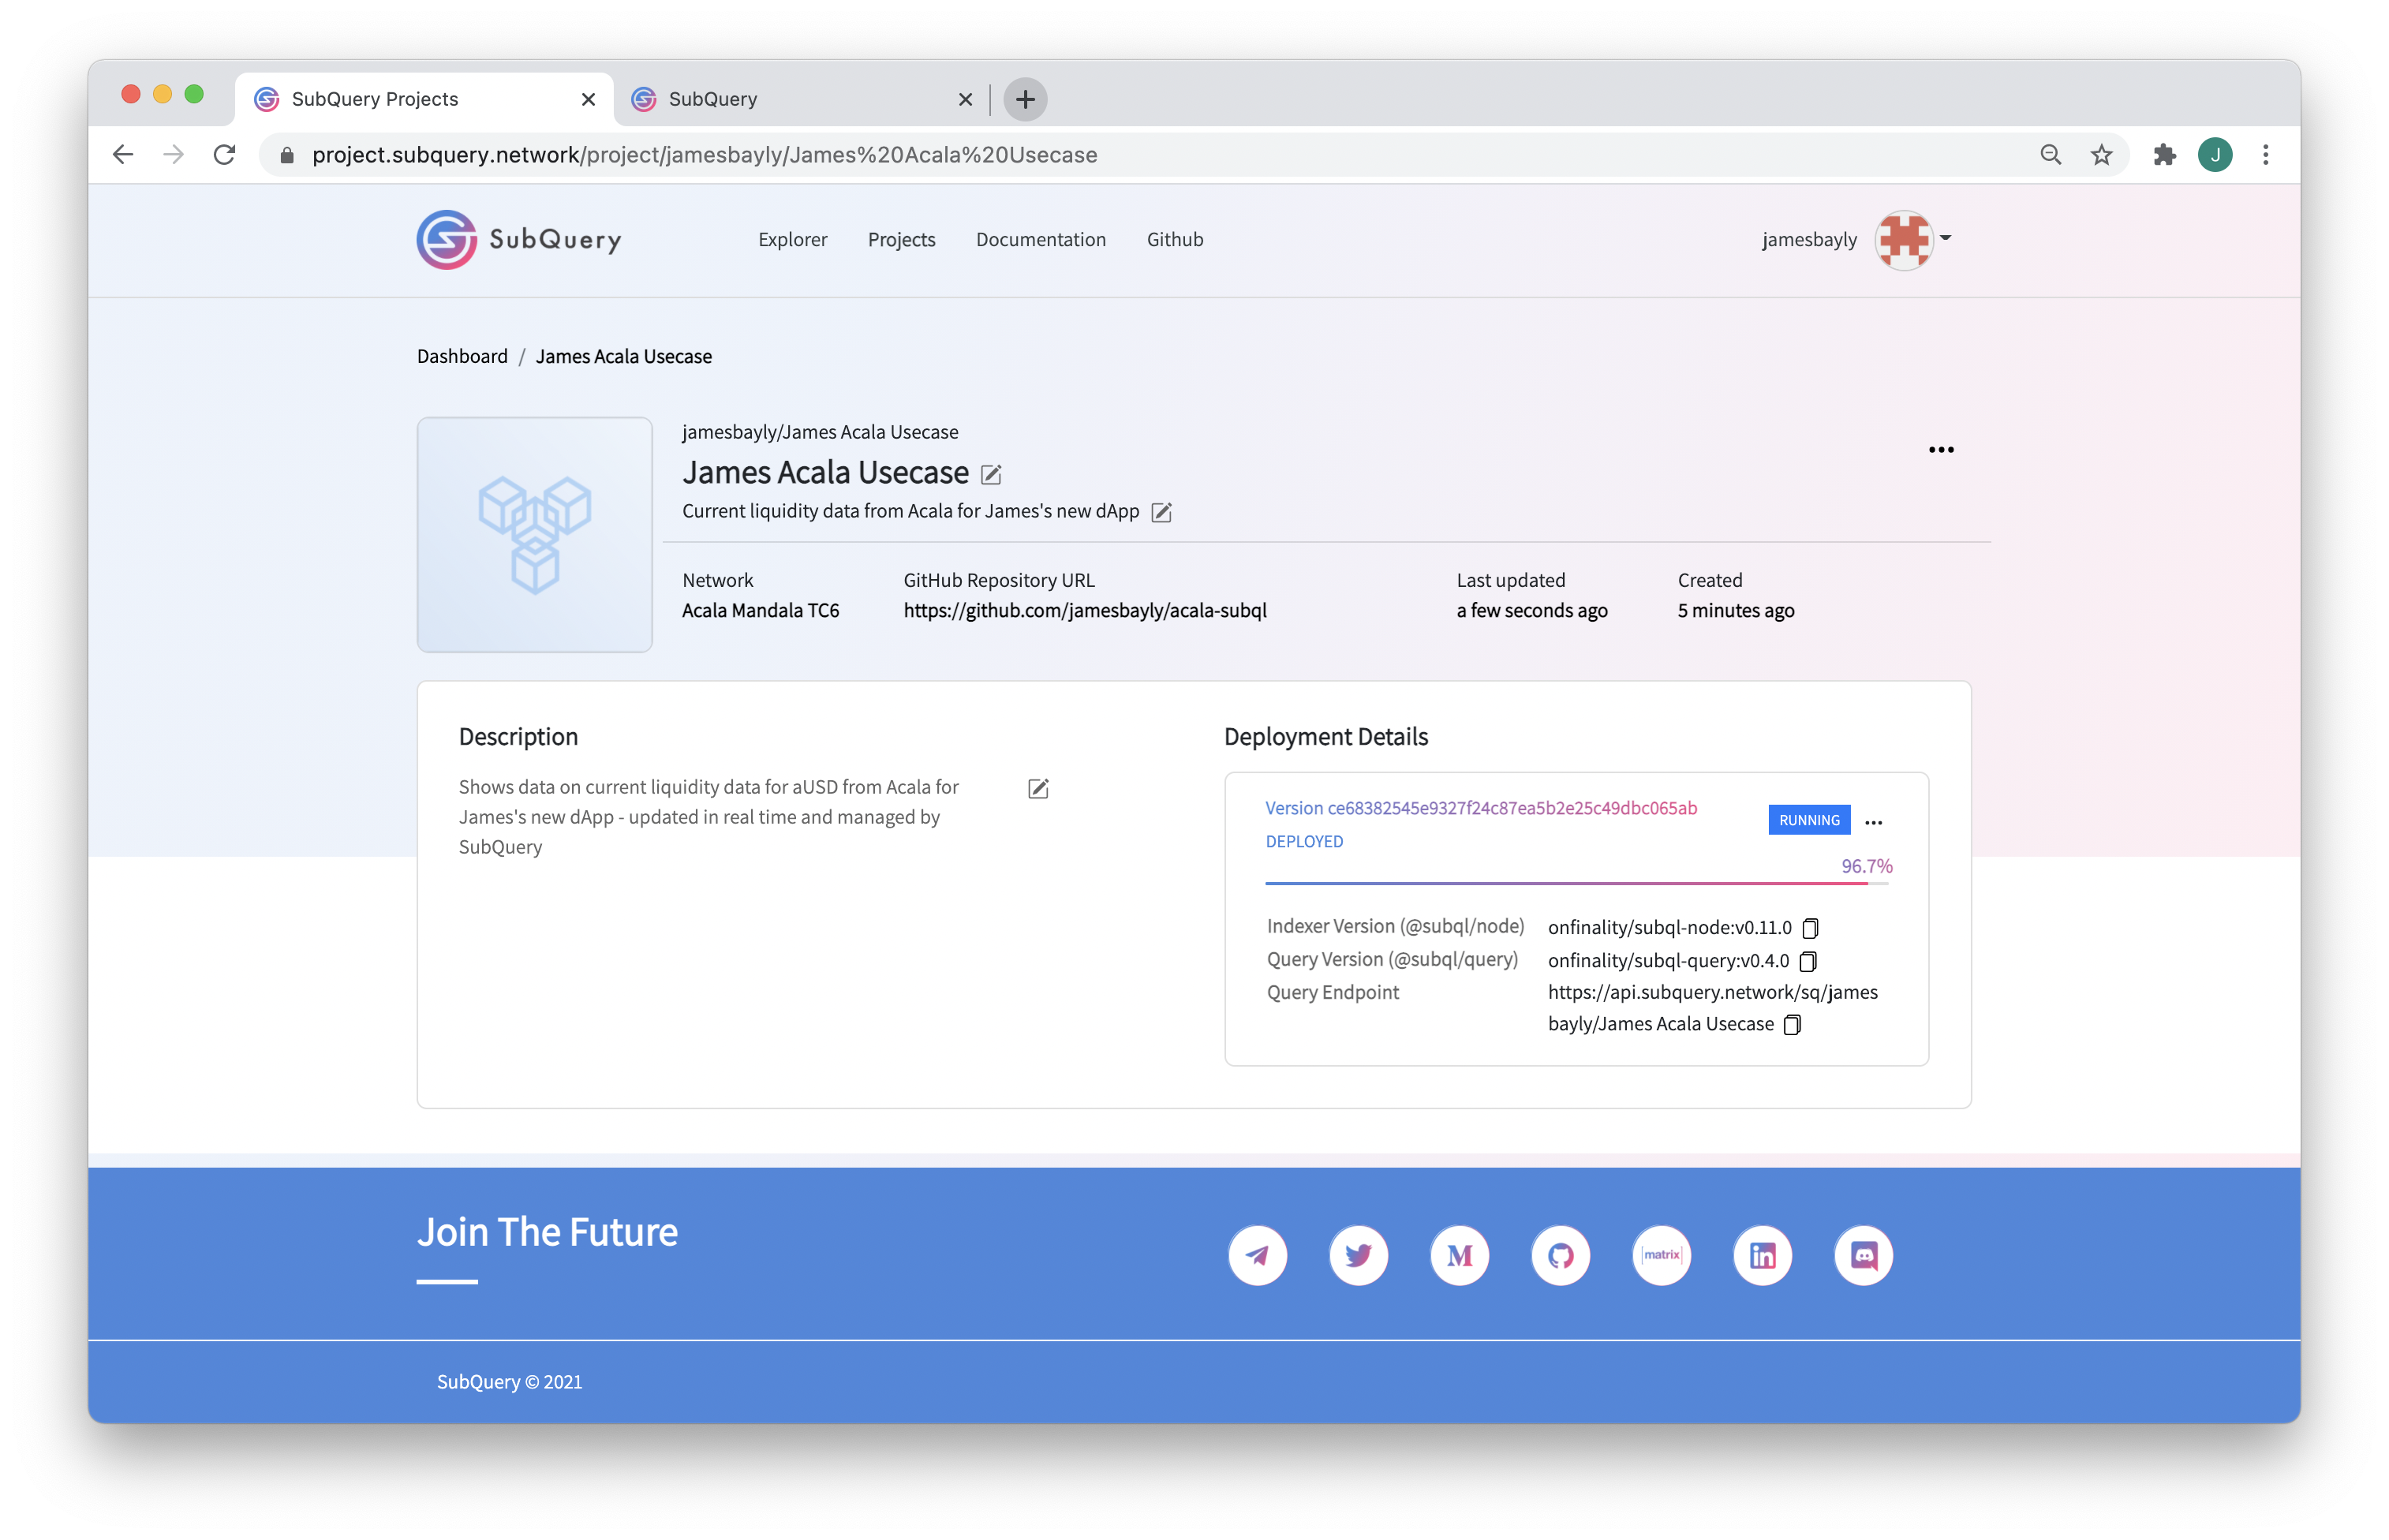 SubQuery Projects
SubQuery
project.subquery.network/project/jamesbayly/James%20Acala%20Usecase
J
SubQuery
Explorer
Projects
Documentation
Github
jamesbayly
Dashboard / James Acala Usecase
jamesbayly/James Acala Usecase
James Acala Usecase
Current liquidity data from Acala for James's new dApp
Network
GitHub Repository URL
Last updated
Created
Acala Mandala TC6
https://github.com/jamesbayly/acala-subql
a few seconds ago
5 minutes ago
Description
Shows data on current liquidity data for aUSD from Acala for
James's new dApp - updated in real time and managed by
SubQuery
Deployment Details
Version ce68382545e9327f24c87ea5b2e25c49dbc065ab
RUNNING
DEPLOYED
96.7%
Indexer Version (@subql/node)
onfinality/subql-node:v0.11.0
Query Version (@subql/query)
onfinality/subql-query:v0.4.0
Query Endpoint
https://api.subquery.network/sq/james
bayly/James Acala Usecase
Join The Future
M
[matrix]
in
SubQuery © 2021